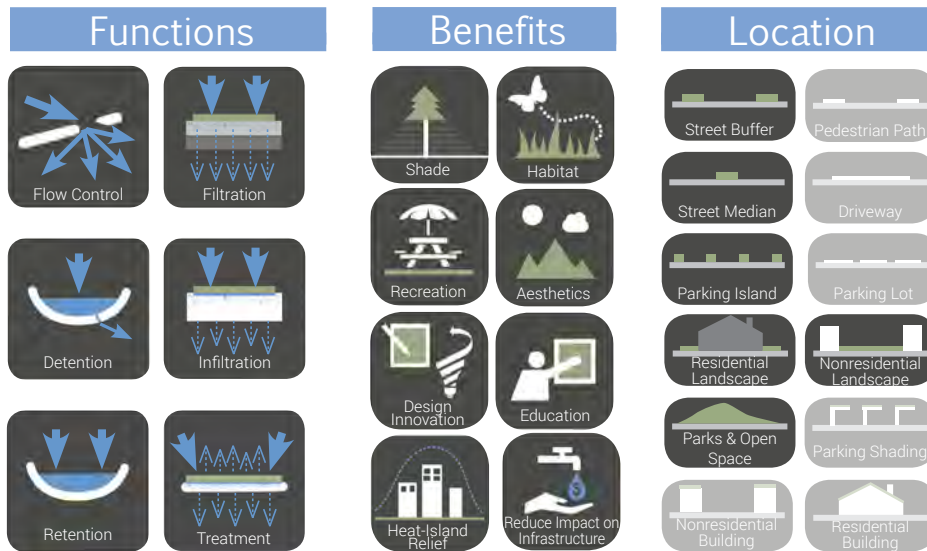 Functions
Benefits
Location
Flow Control
Filtration
Detention
Infiltration
Retention
Treatment
Shade
Habitat
Recreation
Aesthetics
Design
Innovation
Education
Heat-Island
Relief
Reduce Impact on
Infrastructure
$
Street Buffer
Pedestrian Path
Street Median
Driveway
Parking Island
Parking Lot
Residential
Landscape
Nonresidential
Landscape
Parks & Open
Space
Parking Shading
Nonresidential
Building
Residential
Building